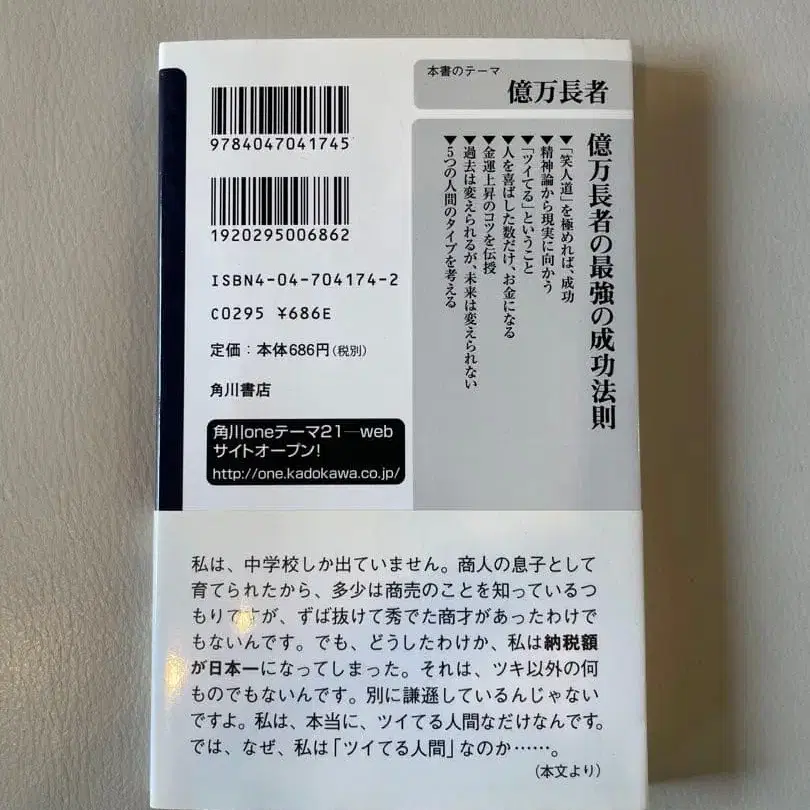 本書のテーマ
億万長者
億万長者の最強の成功法則
▼「笑人道」を極めれば、成功
▼精神論から現実に向かう
▼「ツイてる」ということ
▼人を喜ばした数だけ、お金になる
▼金運上昇のコツを伝授
▼過去は変えられるが、未来は変えられない
▼5つの人間のタイプを考える
9784047041745
1920295006862
ISBN4-04-704174-2
C0295 ¥686E
定価：本体686円（税別）
角川書店
角川oneテーマ21―web
サイトオープン!
http://one.kadokawa.co.jp/
私は、中学校しか出ていません。商人の息子として
育てられたから、多少は商売のことを知っているつ
もりですが、ずば抜けて秀でた商才があったわけで
もないんです。でも、どうしたわけか、私は納税額
が日本一になってしまった。それは、ツキ以外の何
ものでもないんです。別に謙遜しているんじゃない
ですよ。私は、本当に、ツイてる人間なだけなんです。
では、なぜ、私は「ツイてる人間」なのか……。
（本文より）